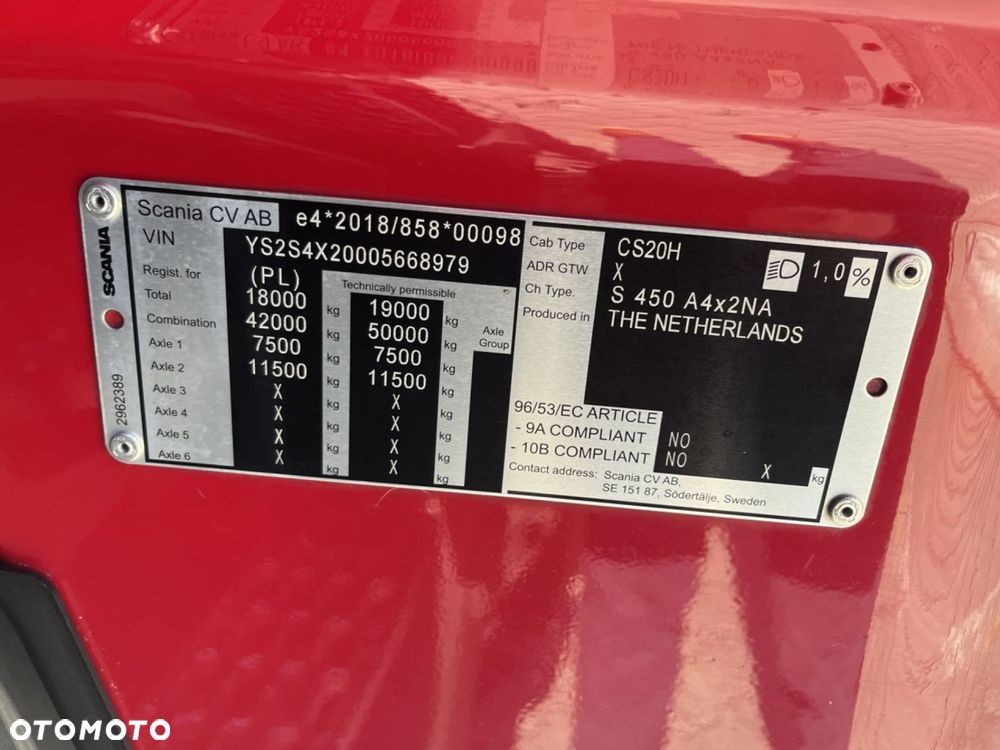 Scania CV AB e4*2018/858*00098
VIN YS2S4X20005668979
Regist. for (PL) Technically permissible
Total 18000 kg 19000 kg
Combination 42000 kg 50000 kg Axle Group
Axle 1 7500 kg 7500 kg
Axle 2 11500 kg 11500 kg
Axle 3 X kg X kg
Axle 4 X kg X kg
Axle 5 X kg X kg
Axle 6 X kg X kg
SCANIA
2962389
Cab Type CS20H
ADR GTW X 1,0%
Ch Type. S 450 A4x2NA
Produced in THE NETHERLANDS
96/53/EC ARTICLE
- 9A COMPLIANT NO
- 10B COMPLIANT NO X kg
Contact address: Scania CV AB,
SE 151 87, Södertälje, Sweden
OTOMOTO